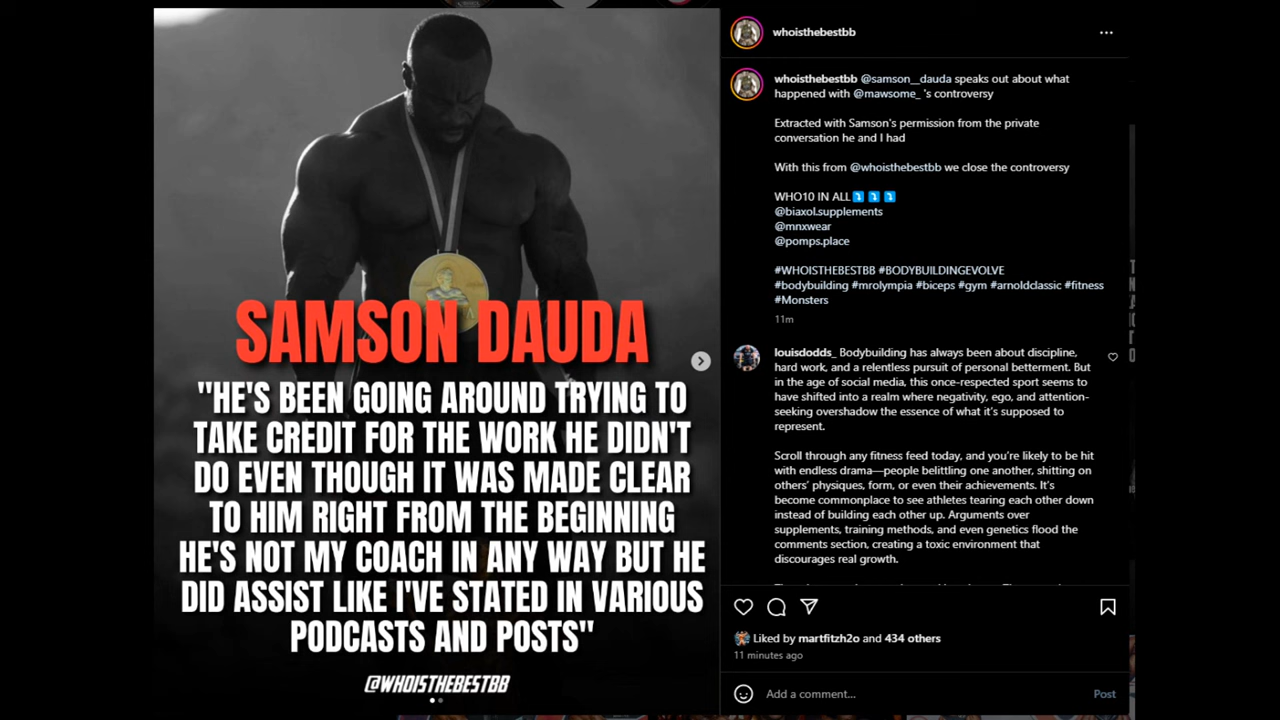 SAMSON DAUDA
"HE'S BEEN GOING AROUND TRYING TO
TAKE CREDIT FOR THE WORK HE DIDN'T
DO EVEN THOUGH IT WAS MADE CLEAR
TO HIM RIGHT FROM THE BEGINNING
HE'S NOT MY COACH IN ANY WAY BUT HE
DID ASSIST LIKE I'VE STATED IN VARIOUS
PODCASTS AND POSTS"
@WHOISTHEBESTBB
whoisthebestbb
whoisthebestbb @samson__dauda speaks out about what
happened with @mawsome_ 's controversy
Extracted with Samson's permission from the private
conversation he and I had
With this from @whoisthebestbb we close the controversy
WHO10 IN ALL⤵️⤵️⤵️
@biaxol.supplements
@mnxwear
@pomps.place
#WHOISTHEBESTBB #BODYBUILDINGEVOLVE
#bodybuilding #mrolympia #biceps #gym #arnoldclassic #fitness
#Monsters
11m
louisdodds_ Bodybuilding has always been about discipline,
hard work, and a relentless pursuit of personal betterment. But
in the age of social media, this once-respected sport seems to
have shifted into a realm where negativity, ego, and attention-
seeking overshadow the essence of what it's supposed to
represent.
Scroll through any fitness feed today, and you're likely to be hit
with endless drama—people belittling one another, shitting on
others' physiques, form, or even their achievements. It's
become commonplace to see athletes tearing each other down
instead of building each other up. Arguments over
supplements, training methods, and even genetics flood the
comments section, creating a toxic environment that
discourages real growth.
Liked by martfitzh2o and 434 others
11 minutes ago
Add a comment... Post